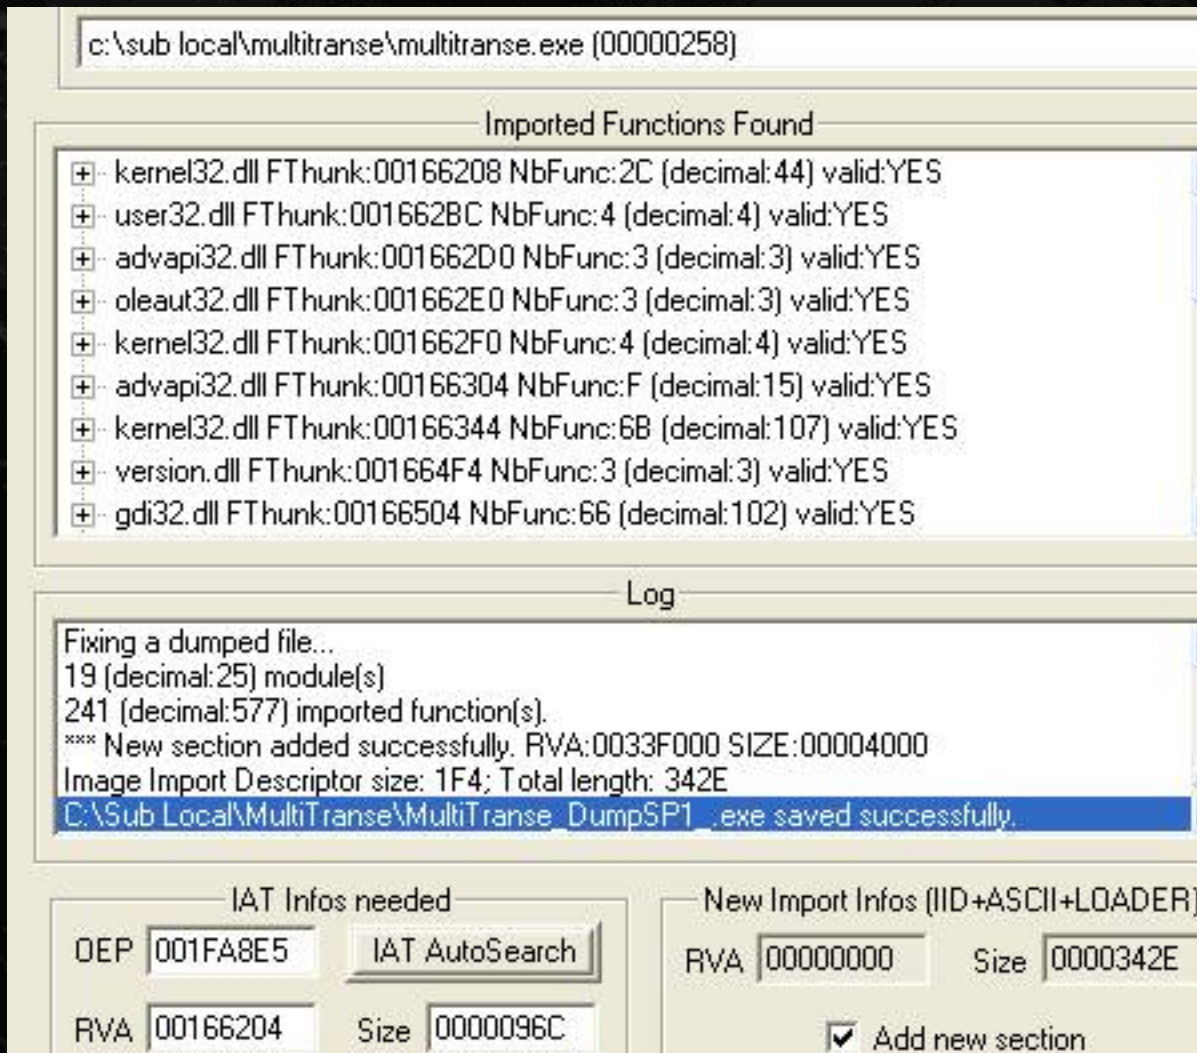 c:\sub local\multitranse\multitranse.exe (00000258)
Imported Functions Found
kernel32.dll FThunk:00166208 NbFunc:2C (decimal:44) valid:YES
user32.dll FThunk:001662BC NbFunc:4 (decimal:4) valid:YES
advapi32.dll FThunk:001662D0 NbFunc:3 (decimal:3) valid:YES
oleaut32.dll FThunk:001662E0 NbFunc:3 (decimal:3) valid:YES
kernel32.dll FThunk:001662F0 NbFunc:4 (decimal:4) valid:YES
advapi32.dll FThunk:00166304 NbFunc:F (decimal:15) valid:YES
kernel32.dll FThunk:00166344 NbFunc:6B (decimal:107) valid:YES
version.dll FThunk:001664F4 NbFunc:3 (decimal:3) valid:YES
gdi32.dll FThunk:00166504 NbFunc:66 (decimal:102) valid:YES
Log
Fixing a dumped file...
19 (decimal:25) module(s)
241 (decimal:577) imported function(s).
*** New section added successfully. RVA:0033F000 SIZE:00004000
Image Import Descriptor size: 1F4; Total length: 342E
C:\Sub Local\MultiTranse\MultiTranse_DumpSP1_.exe saved successfully.
IAT Infos needed
OEP 001FA8E5 IAT AutoSearch
RVA 00166204 Size 0000096C
New Import Infos (IID+ASCII+LOADER)
RVA 00000000 Size 0000342E
Add new section